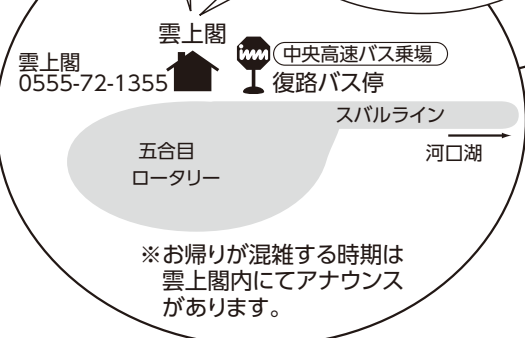 雲上閣
雲上閣
0555-72-1355
中央高速バス乗場
復路バス停
スバルライン
五合目
ロータリー
河口湖
※お帰りが混雑する時期は
雲上閣内にてアナウンス
があります。